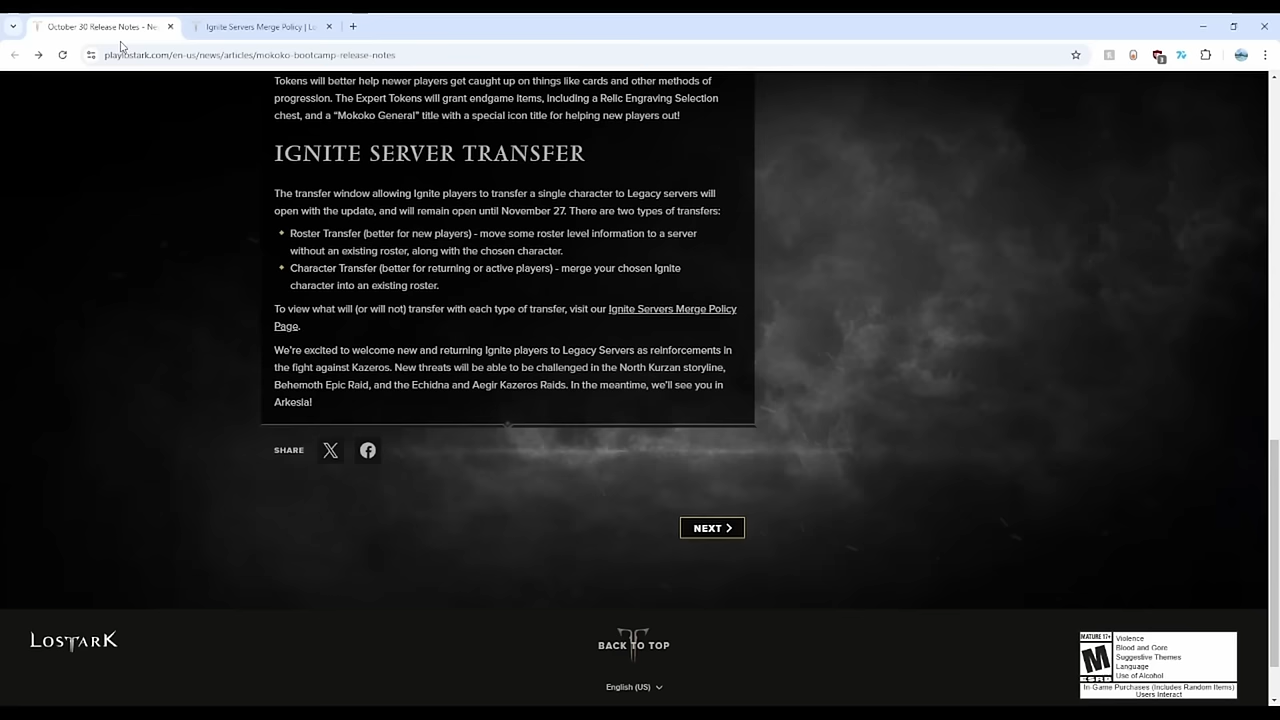 October 30 Release Notes - Ne
Ignite Servers Merge Policy | Lo
playlostark.com/en-us/news/articles/mokoko-bootcamp-release-notes
Tokens will better help newer players get caught up on things like cards and other methods of
progression. The Expert Tokens will grant endgame items, including a Relic Engraving Selection
chest, and a “Mokoko General” title with a special icon title for helping new players out!
IGNITE SERVER TRANSFER
The transfer window allowing Ignite players to transfer a single character to Legacy servers will
open with the update, and will remain open until November 27. There are two types of transfers:
Roster Transfer (better for new players) - move some roster level information to a server
without an existing roster, along with the chosen character.
Character Transfer (better for returning or active players) - merge your chosen Ignite
character into an existing roster.
To view what will (or will not) transfer with each type of transfer, visit our Ignite Servers Merge Policy
Page.
We're excited to welcome new and returning Ignite players to Legacy Servers as reinforcements in
the fight against Kazeros. New threats will be able to be challenged in the North Kurzan storyline,
Behemoth Epic Raid, and the Echidna and Aegir Kazeros Raids. In the meantime, we'll see you in
Arkesia!
SHARE
NEXT
LOST ARK
BACK TO TOP
English (US)
MATURE 17+
M
ESRB
Violence
Blood and Gore
Suggestive Themes
Language
Use of Alcohol
In-Game Purchases (Includes Random Items)
Users Interact